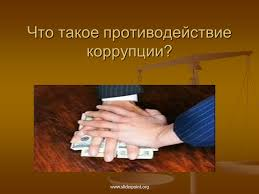 Что такое противодействие
коррупции?
www.sliderpoint.org